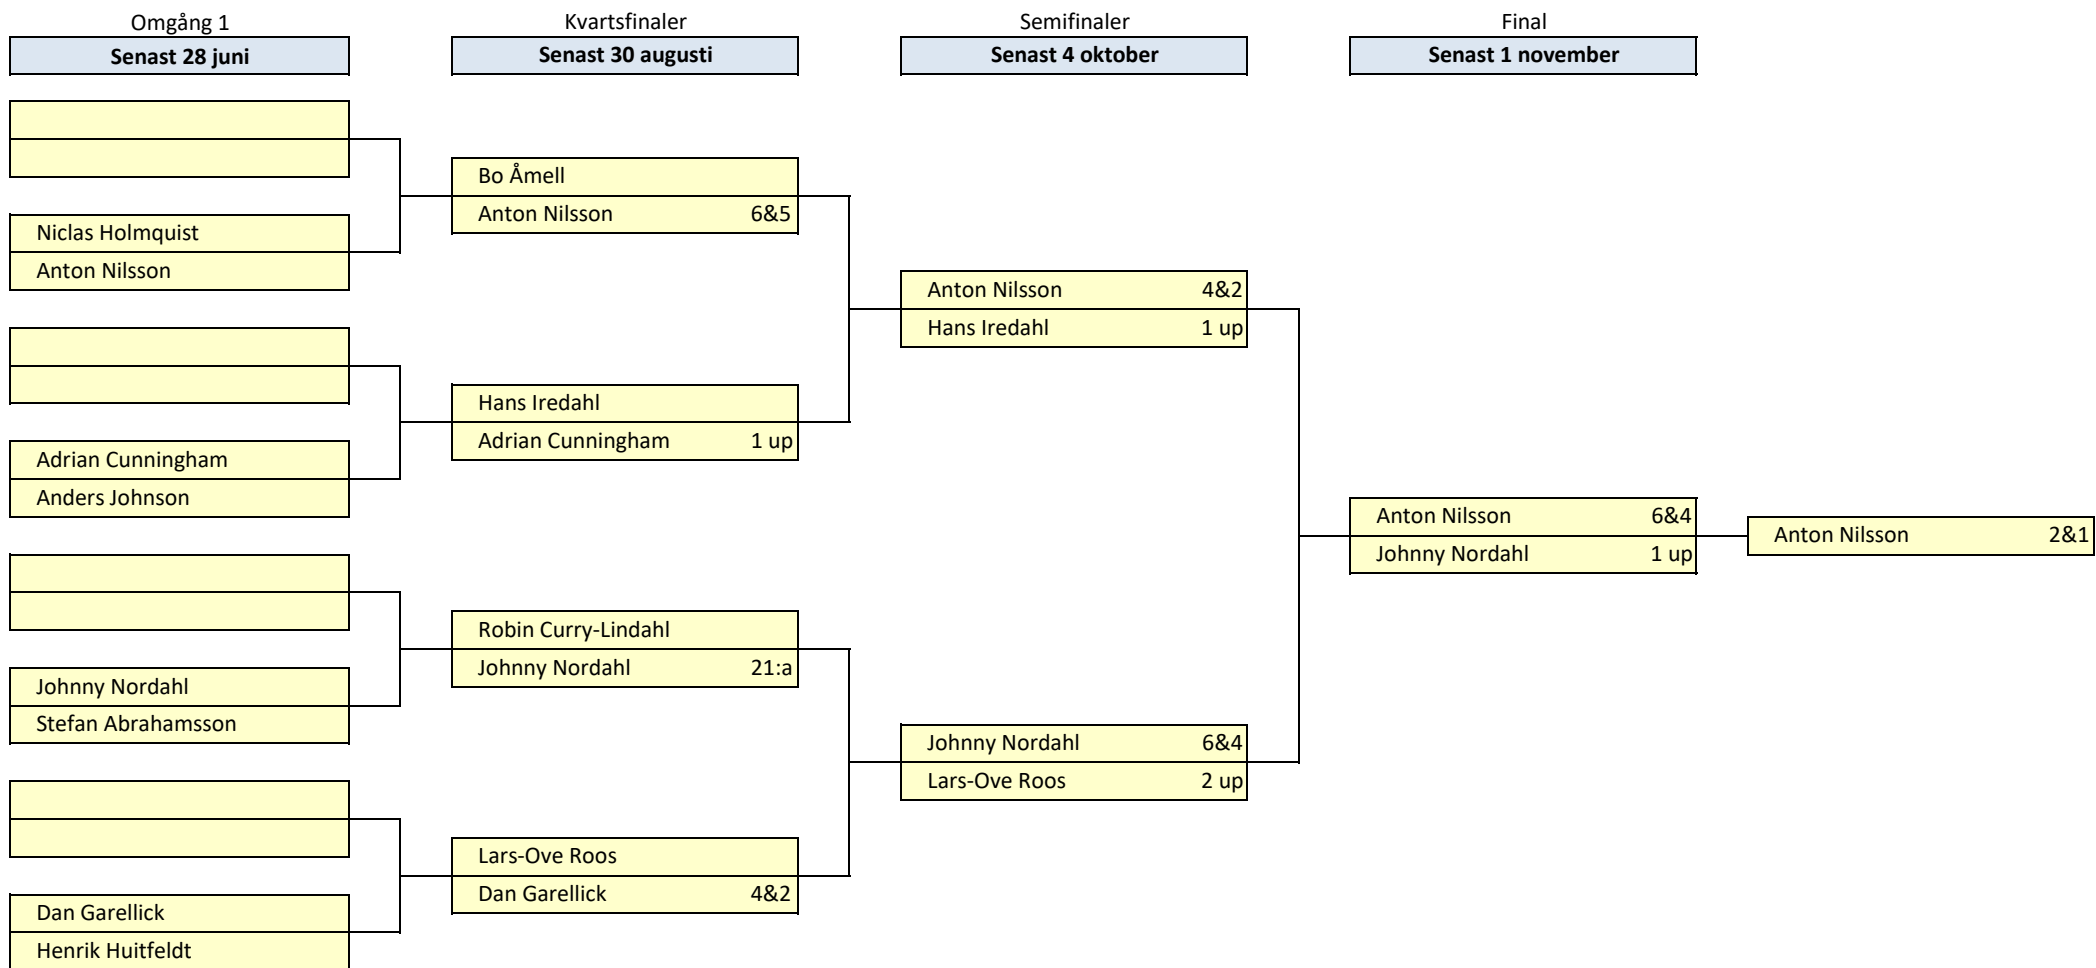 Omgång 1
Senast 28 juni
Niclas Holmquist
Anton Nilsson
Adrian Cunningham
Anders Johnson
Johnny Nordahl
Stefan Abrahamsson
Dan Garellick
Henrik Huitfeldt
Kvartsfinaler
Senast 30 augusti
Bo Åmell
Anton Nilsson 6&5
Hans Iredahl
Adrian Cunningham 1 up
Robin Curry-Lindahl
Johnny Nordahl 21:a
Lars-Ove Roos
Dan Garellick 4&2
Semifinaler
Senast 4 oktober
Anton Nilsson 4&2
Hans Iredahl 1 up
Johnny Nordahl 6&4
Lars-Ove Roos 2 up
Final
Senast 1 november
Anton Nilsson 6&4
Johnny Nordahl 1 up
Anton Nilsson 2&1